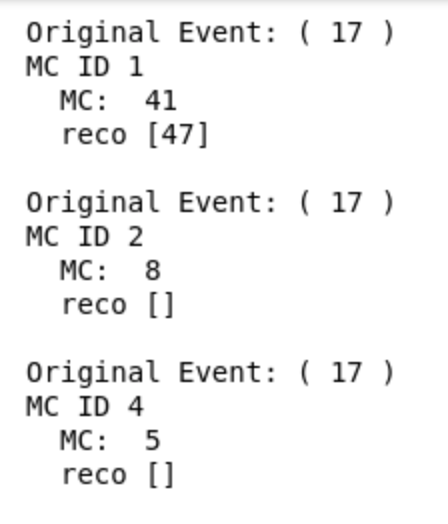 Original Event: ( 17 )
MC ID 1
  MC:  41
  reco [47]

Original Event: ( 17 )
MC ID 2
  MC:  8
  reco []

Original Event: ( 17 )
MC ID 4
  MC:  5
  reco []